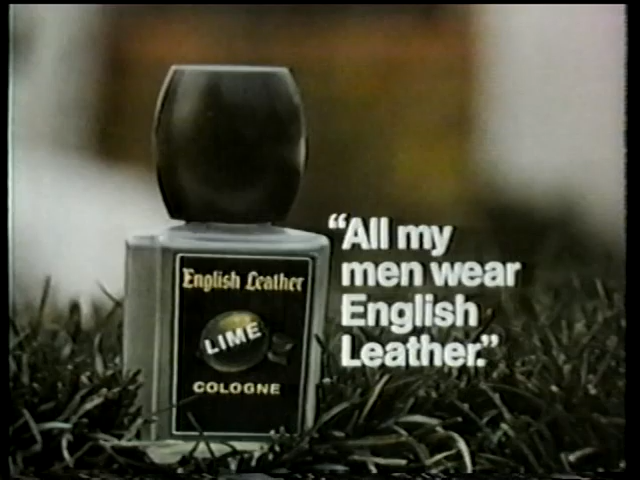 English Leather
LIME
COLOGNE
“All my
men wear
English
Leather.”